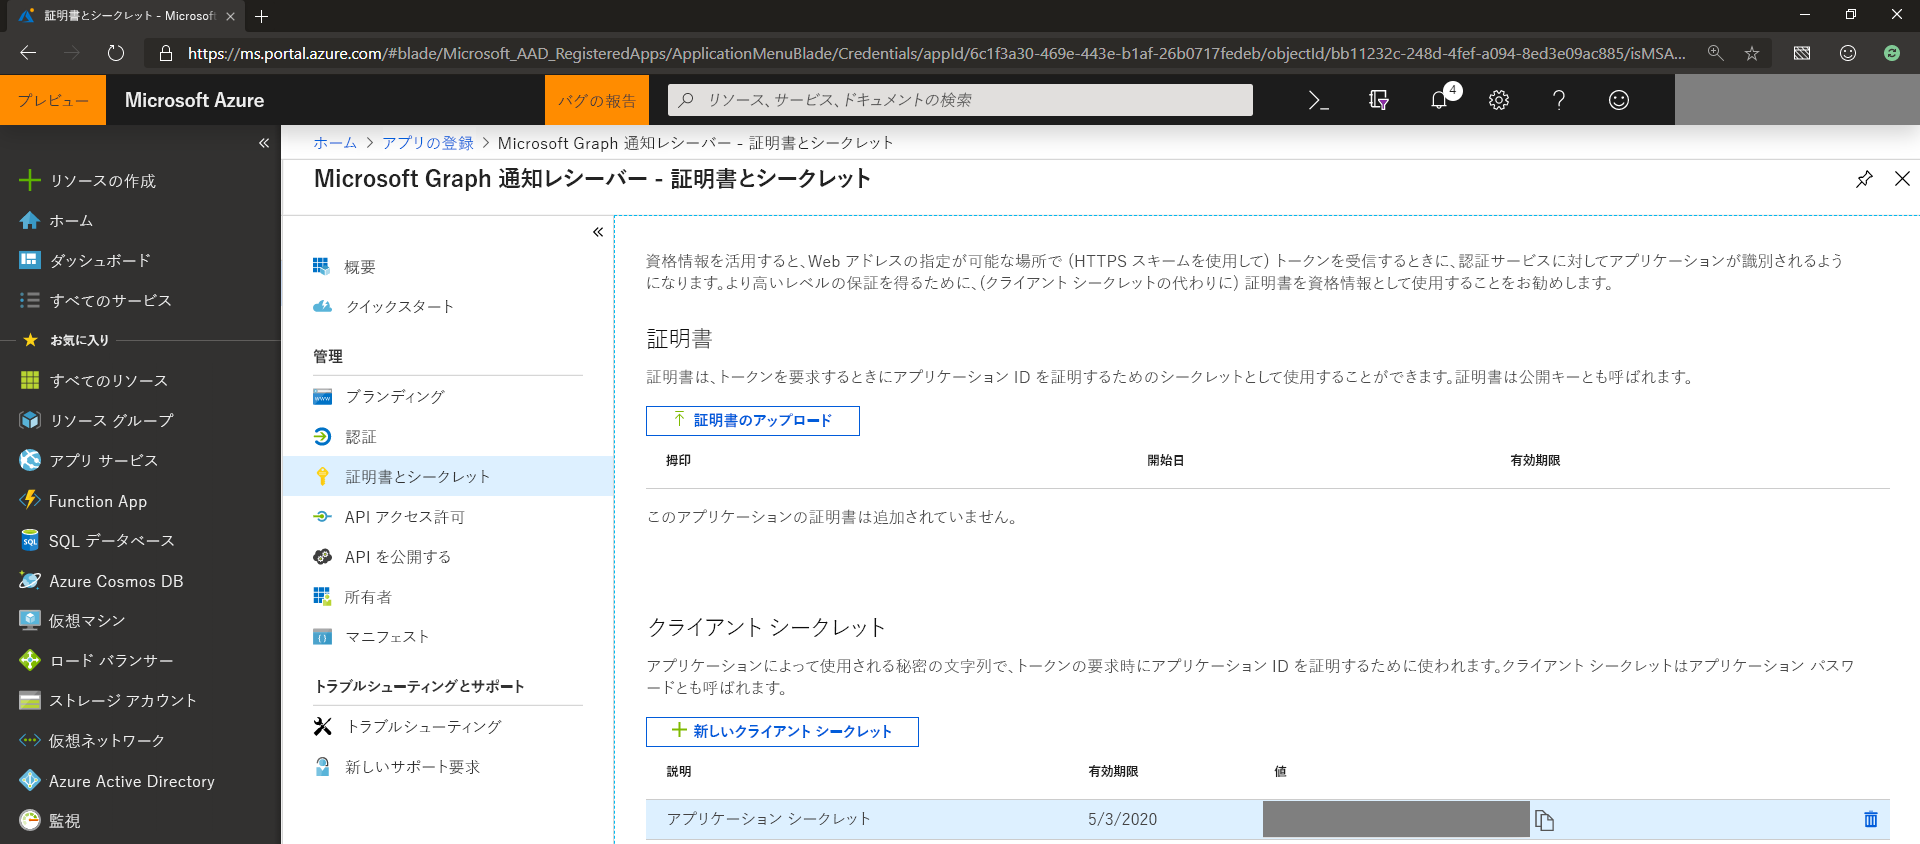 証明書とシークレット - Microsoft
https://ms.portal.azure.com/#blade/Microsoft_AAD_RegisteredApps/ApplicationMenuBlade/Credentials/appId/6c1f3a30-469e-443e-b1af-26b0717fedeb/objectId/bb11232c-248d-4fef-a094-8ed3e09ac885/isMSA...
プレビュー
Microsoft Azure
バグの報告
リソース、サービス、ドキュメントの検索
4
ホーム > アプリの登録 > Microsoft Graph 通知レシーバー - 証明書とシークレット
Microsoft Graph 通知レシーバー - 証明書とシークレット
リソースの作成
ホーム
ダッシュボード
すべてのサービス
お気に入り
すべてのリソース
リソース グループ
アプリ サービス
Function App
SQL データベース
Azure Cosmos DB
仮想マシン
ロード バランサー
ストレージ アカウント
仮想ネットワーク
Azure Active Directory
監視
概要
クイックスタート
管理
ブランディング
認証
証明書とシークレット
API アクセス許可
API を公開する
所有者
マニフェスト
トラブルシューティングとサポート
トラブルシューティング
新しいサポート要求
資格情報を活用すると、Web アドレスの指定が可能な場所で (HTTPS スキームを使用して) トークンを受信するときに、認証サービスに対してアプリケーションが識別されるよう
になります。より高いレベルの保証を得るために、(クライアント シークレットの代わりに) 証明書を資格情報として使用することをお勧めします。
証明書
証明書は、トークンを要求するときにアプリケーション ID を証明するためのシークレットとして使用することができます。証明書は公開キーとも呼ばれます。
証明書のアップロード
拇印 開始日 有効期限
このアプリケーションの証明書は追加されていません。
クライアント シークレット
アプリケーションによって使用される秘密の文字列で、トークンの要求時にアプリケーション ID を証明するために使われます。クライアント シークレットはアプリケーション パスワ
ードとも呼ばれます。
新しいクライアント シークレット
説明 有効期限 値
アプリケーション シークレット 5/3/2020